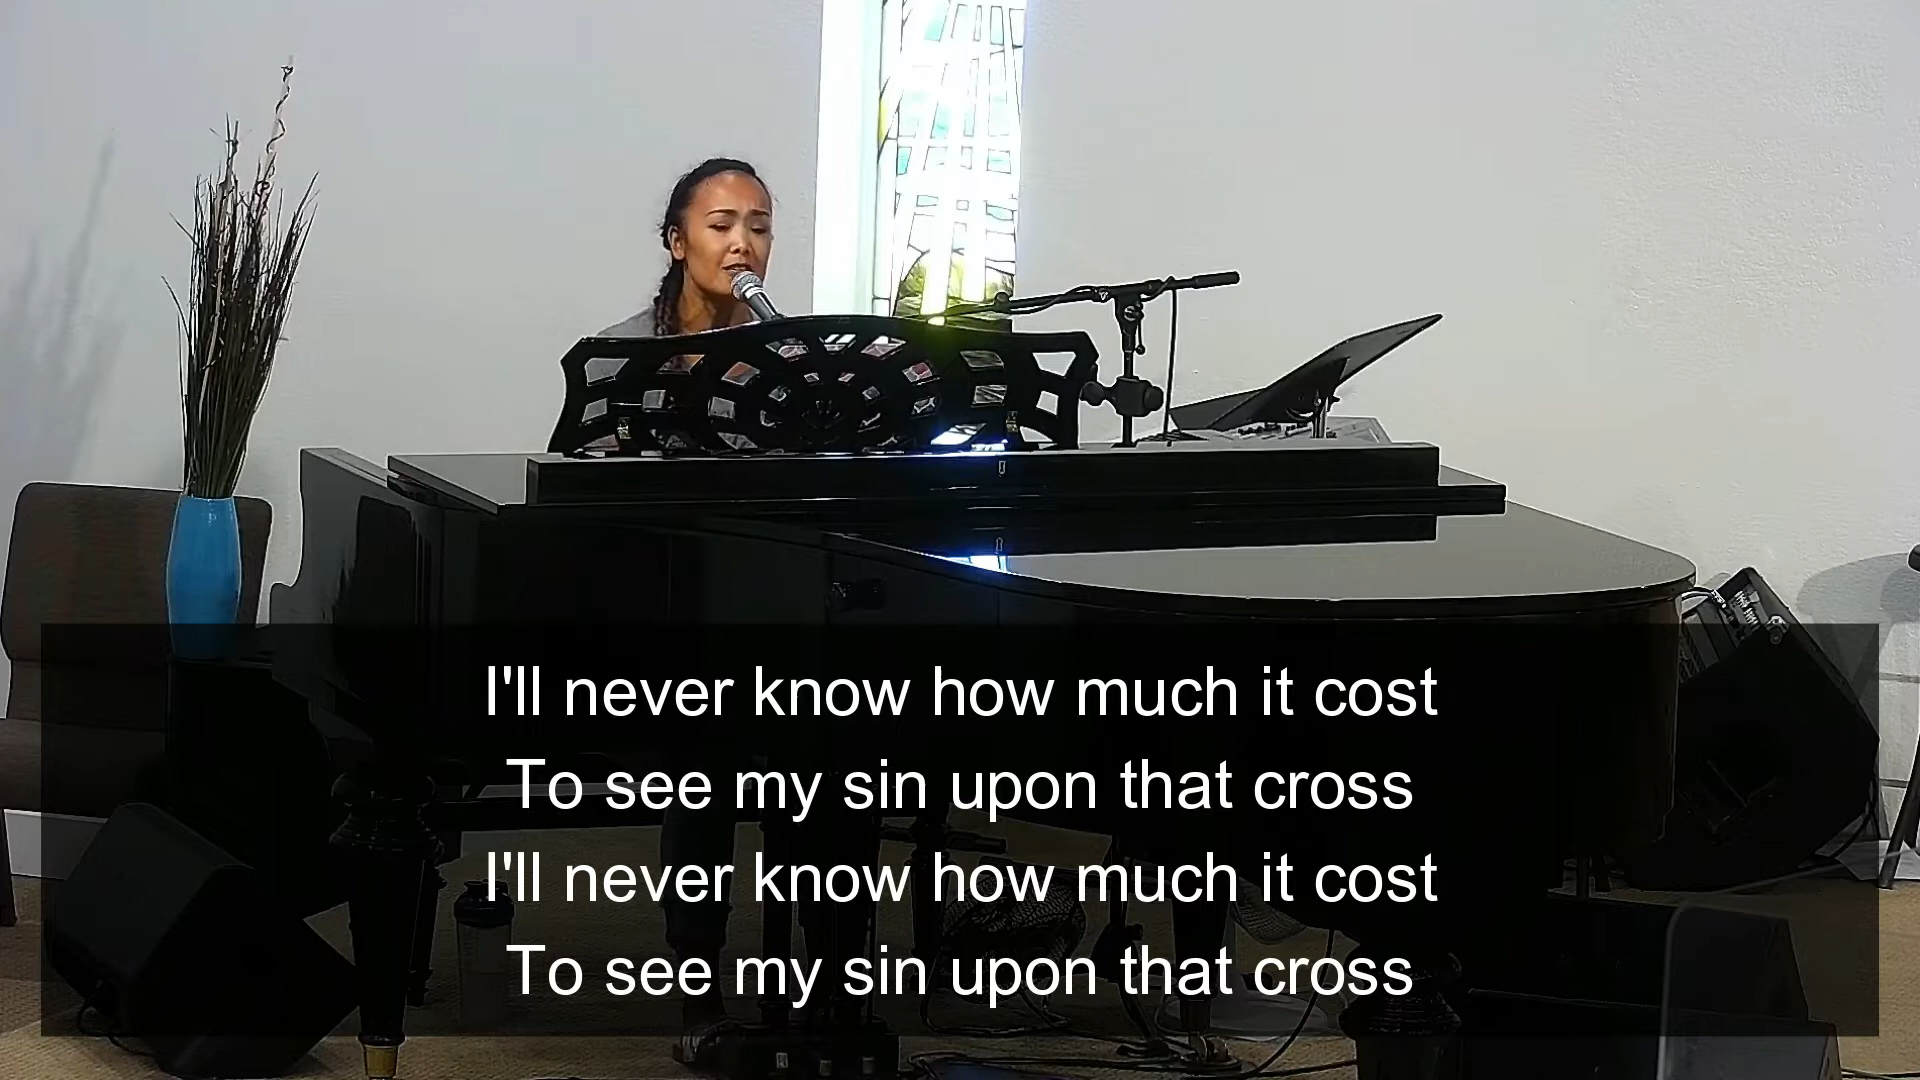 I'll never know how much it cost
To see my sin upon that cross
I'll never know how much it cost
To see my sin upon that cross